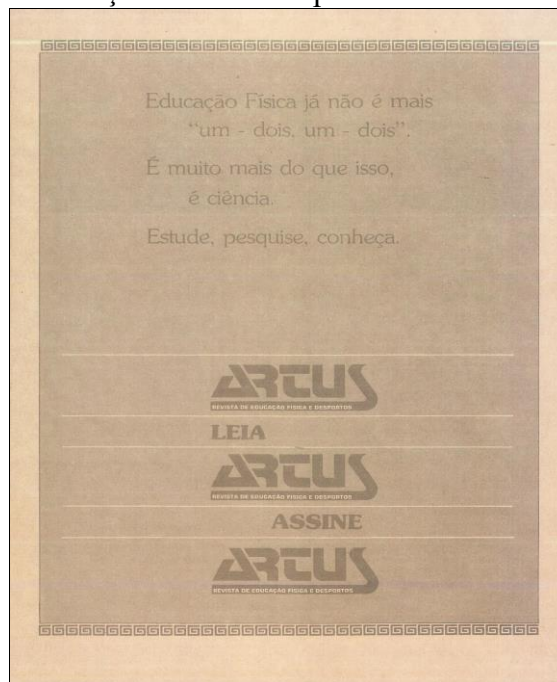 Educação Física já não é mais
“um - dois, um - dois”.
É muito mais do que isso,
é ciência.
Estude, pesquise, conheça.
ARTUS
REVISTA DE EDUCAÇÃO FÍSICA E DESPORTOS
LEIA
ARTUS
REVISTA DE EDUCAÇÃO FÍSICA E DESPORTOS
ASSINE
ARTUS
REVISTA DE EDUCAÇÃO FÍSICA E DESPORTOS